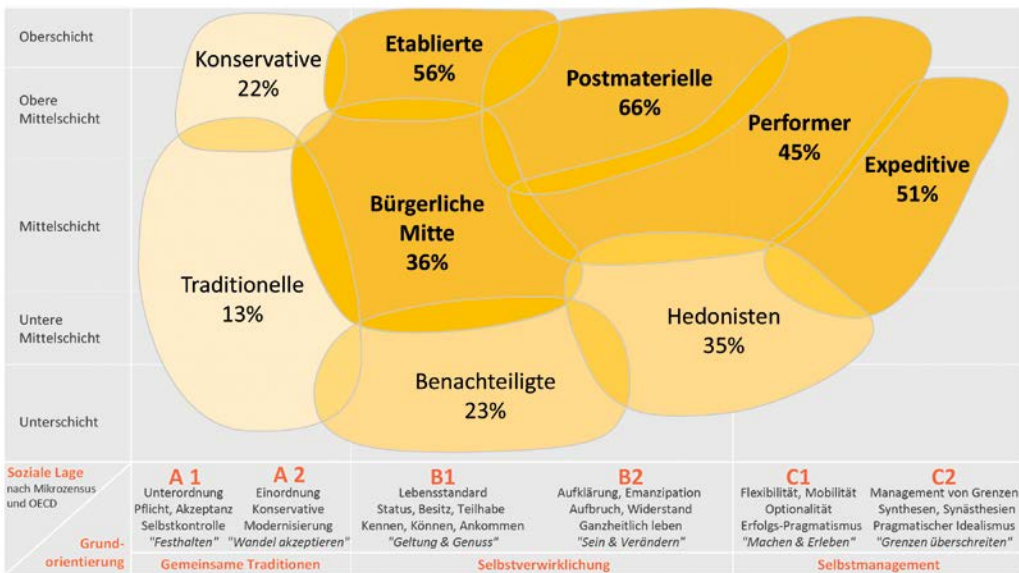 Oberschicht
Obere
Mittelschicht
Mittelschicht
Untere
Mittelschicht
Unterschicht
Konservative
22%
Etablierte
56%
Postmaterielle
66%
Performer
45%
Expeditive
51%
Bürgerliche
Mitte
36%
Traditionelle
13%
Hedonisten
35%
Benachteiligte
23%
Soziale Lage
nach Mikrozensus
und OECD
Grund-
orientierung
A 1
Unterordnung
Pflicht, Akzeptanz
Selbstkontrolle
"Festhalten"
A 2
Einordnung
Konservative
Modernisierung
"Wandel akzeptieren"
B1
Lebensstandard
Status, Besitz, Teilhabe
Kennen, Können, Ankommen
"Geltung & Genuss"
B2
Aufklärung, Emanzipation
Aufbruch, Widerstand
Ganzheitlich leben
"Sein & Verändern"
C1
Flexibilität, Mobilität
Optionalität
Erfolgs-Pragmatismus
"Machen & Erleben"
C2
Management von Grenzen
Synthesen, Synästhesien
Pragmatischer Idealismus
"Grenzen überschreiten"
Gemeinsame Traditionen
Selbstverwirklichung
Selbstmanagement